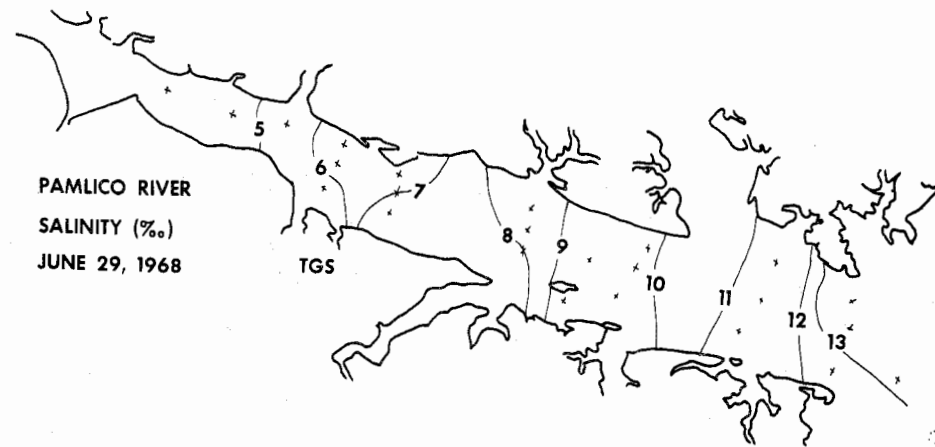 PAMLICO RIVER
SALINITY (‰)
JUNE 29, 1968
TGS
5
6
7
8
9
10
11
12
13